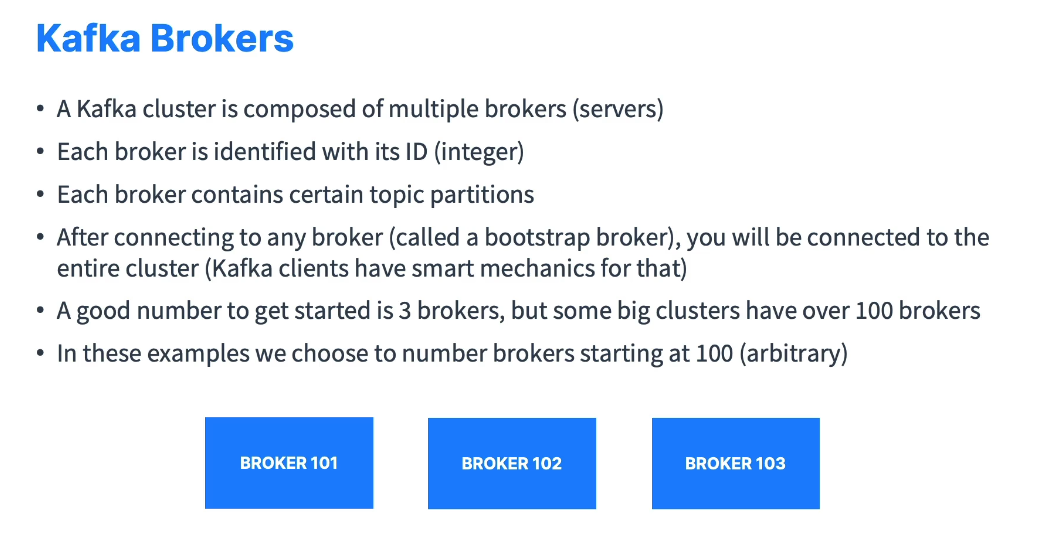 Kafka Brokers
• A Kafka cluster is composed of multiple brokers (servers)
• Each broker is identified with its ID (integer)
• Each broker contains certain topic partitions
• After connecting to any broker (called a bootstrap broker), you will be connected to the
entire cluster (Kafka clients have smart mechanics for that)
• A good number to get started is 3 brokers, but some big clusters have over 100 brokers
• In these examples we choose to number brokers starting at 100 (arbitrary)
BROKER 101
BROKER 102
BROKER 103